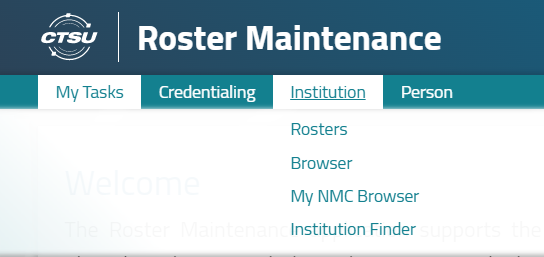 CTSU
Roster Maintenance
My Tasks Credentialing Institution Person
Rosters
Browser
My NMC Browser
Institution Finder
Welcome
The Roster Maintenance supports the